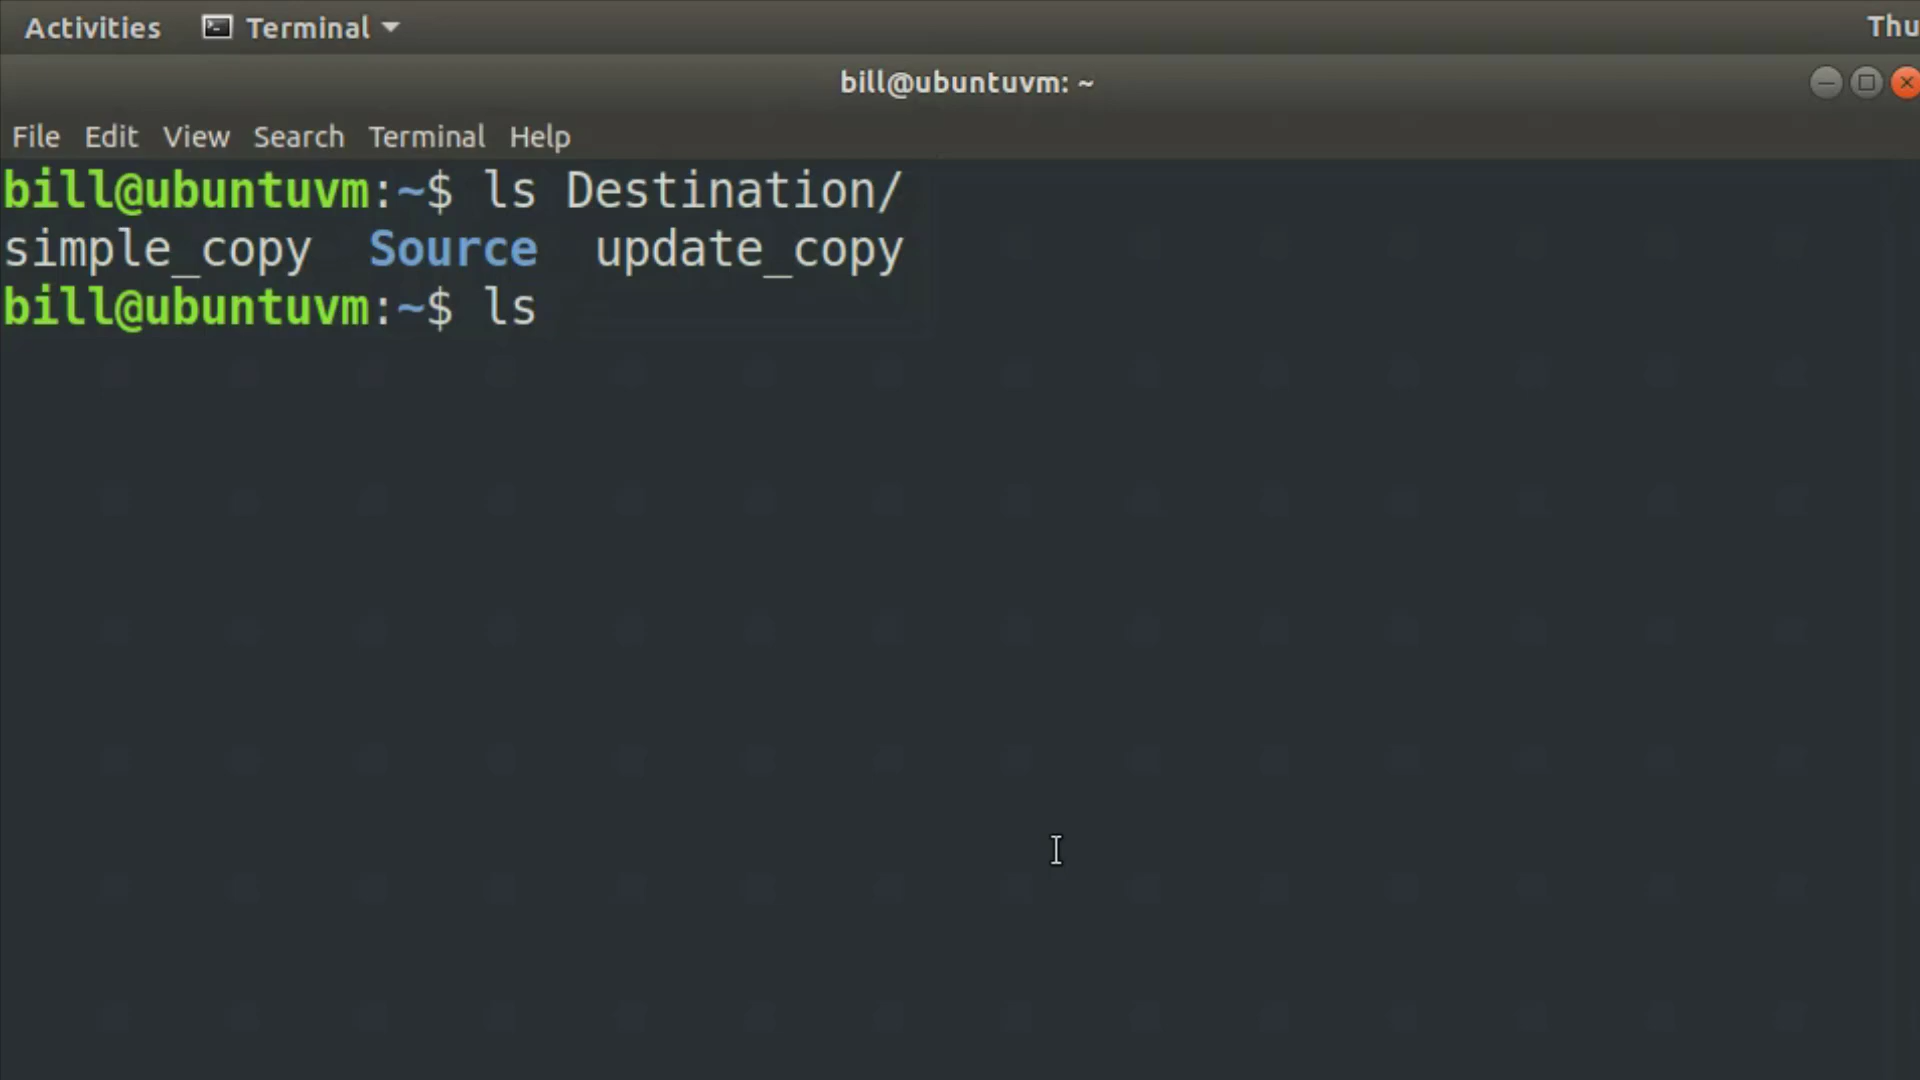 Activities Terminal Thu
bill@ubuntuvm: ~
File Edit View Search Terminal Help
bill@ubuntuvm:~$ ls Destination/
simple_copy Source update_copy
bill@ubuntuvm:~$ ls